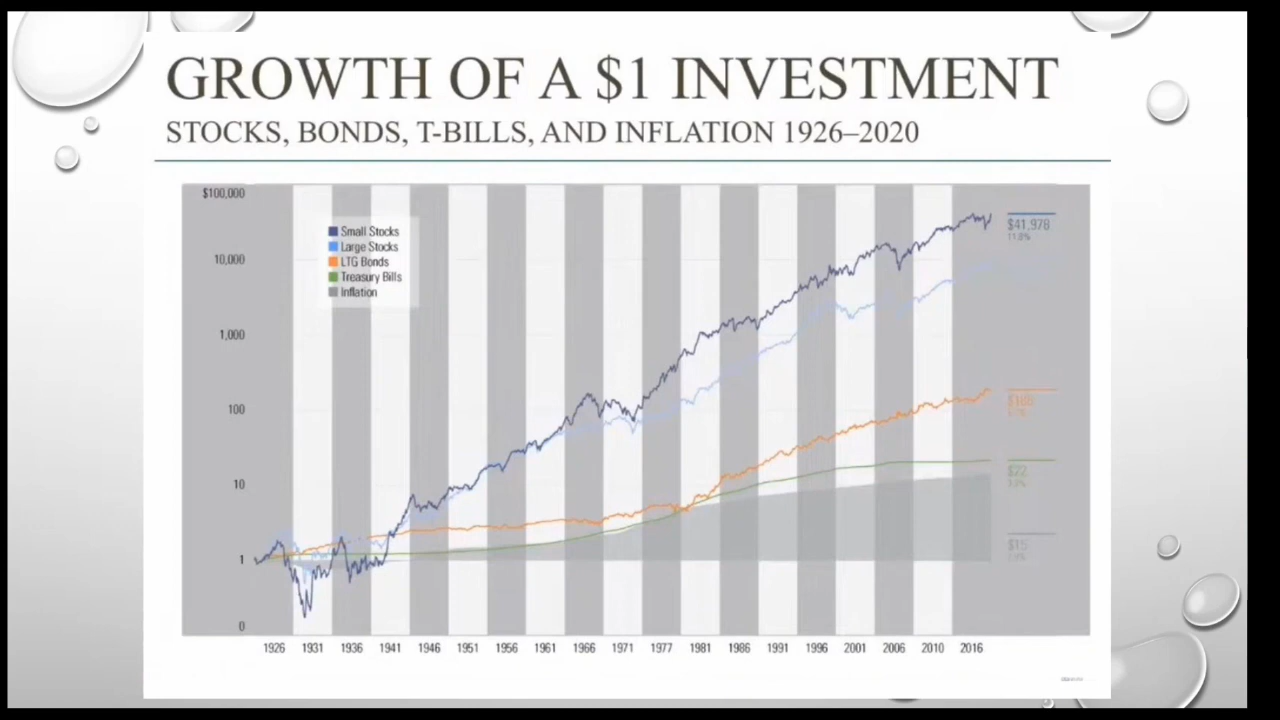 GROWTH OF A $1 INVESTMENT
STOCKS, BONDS, T-BILLS, AND INFLATION 1926–2020
$100,000
10,000
1,000
100
10
1
0
Small Stocks
Large Stocks
LTG Bonds
Treasury Bills
Inflation
$41,978
$22
$15
1926 1931 1936 1941 1946 1951 1956 1961 1966 1971 1977 1981 1986 1991 1996 2001 2006 2010 2016